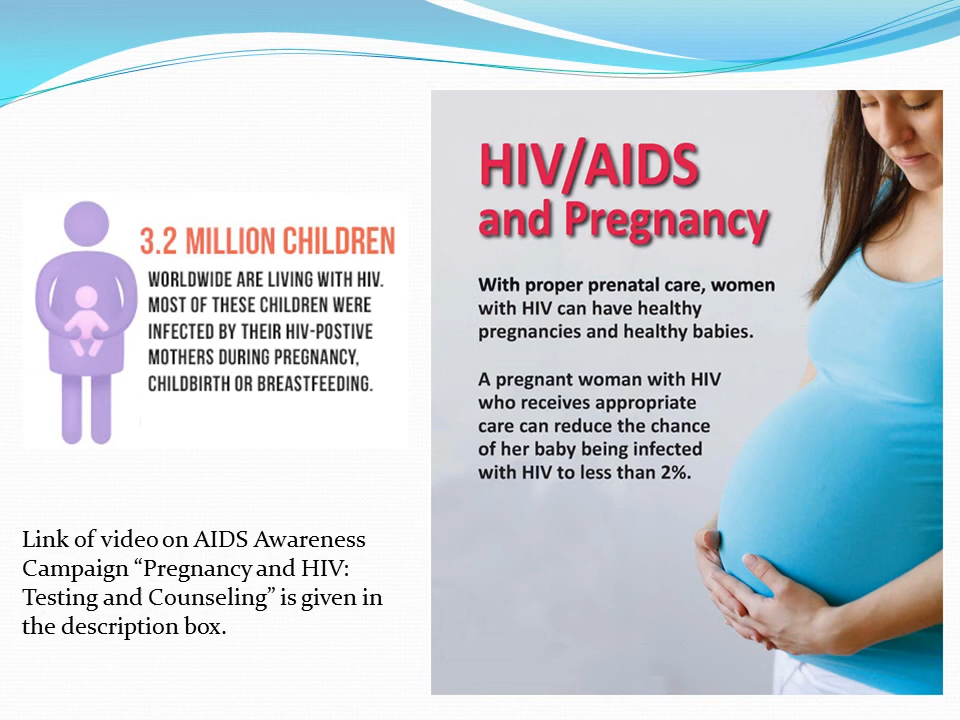 3.2 MILLION CHILDREN
WORLDWIDE ARE LIVING WITH HIV.
MOST OF THESE CHILDREN WERE
INFECTED BY THEIR HIV-POSTIVE
MOTHERS DURING PREGNANCY,
CHILDBIRTH OR BREASTFEEDING.
Link of video on AIDS Awareness
Campaign “Pregnancy and HIV:
Testing and Counseling” is given in
the description box.
HIV/AIDS
and Pregnancy
With proper prenatal care, women
with HIV can have healthy
pregnancies and healthy babies.
A pregnant woman with HIV
who receives appropriate
care can reduce the chance
of her baby being infected
with HIV to less than 2%.